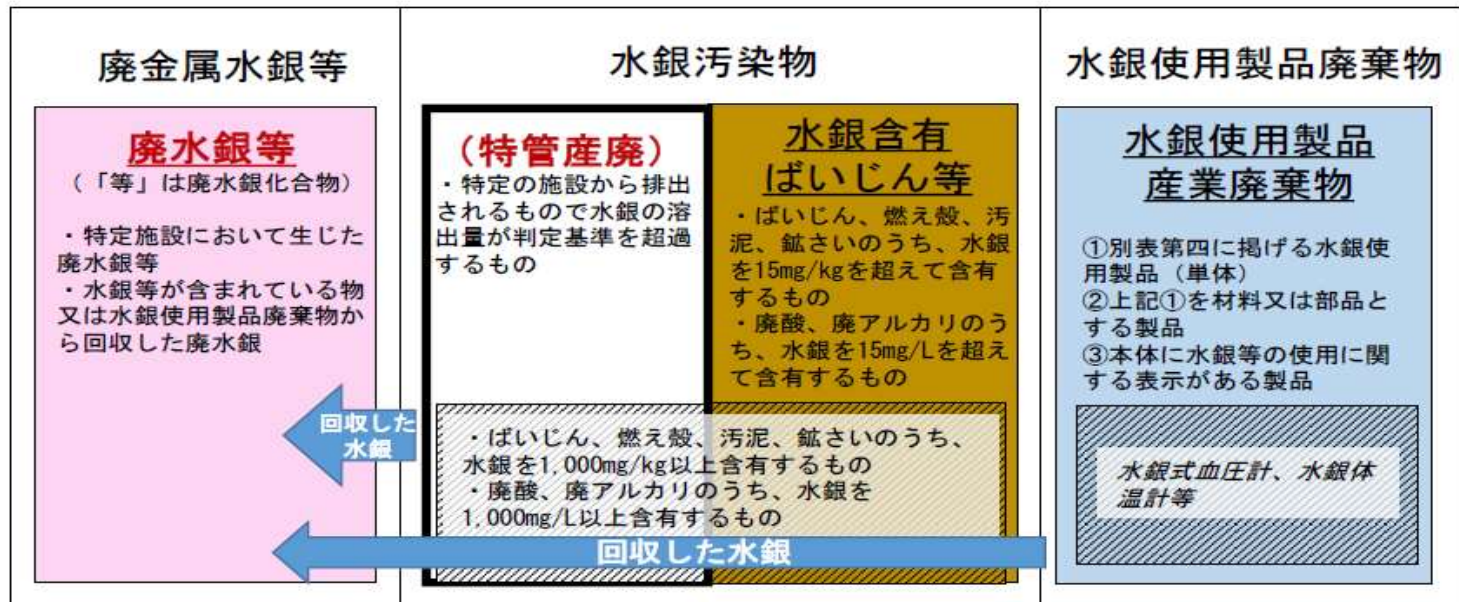 廃金属水銀等
廃水銀等
(「等」は廃水銀化合物)
・特定施設において生じた
廃水銀等
・水銀等が含まれている物
又は水銀使用製品廃棄物か
ら回収した廃水銀
水銀汚染物
(特管産廃)
・特定の施設から排出
されるもので水銀の溶
出量が判定基準を超過
するもの
水銀含有
ばいじん等
・ばいじん、燃え殻、汚
泥、鉱さいのうち、水銀
を15mg/kgを超えて含有
するもの
・廃酸、廃アルカリのう
ち、水銀を15mg/Lを超え
て含有するもの
回収した
水銀
・ばいじん、燃え殻、汚泥、鉱さいのうち、
水銀を1,000mg/kg以上含有するもの
・廃酸、廃アルカリのうち、水銀を
1,000mg/L以上含有するもの
回収した水銀
水銀使用製品廃棄物
水銀使用製品
産業廃棄物
①別表第四に掲げる水銀使
用製品(単体)
②上記①を材料又は部品と
する製品
③本体に水銀等の使用に関
する表示がある製品
水銀式血圧計、水銀体
温計等